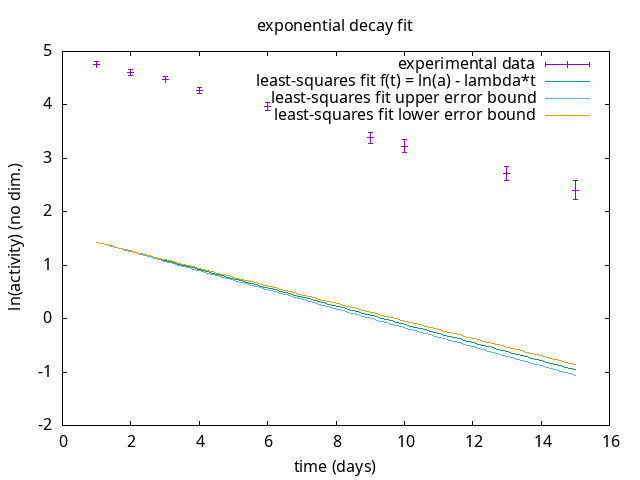 exponential decay fit
experimental data
least-squares fit f(t) = ln(a) - lambda*t
least-squares fit upper error bound
least-squares fit lower error bound
ln(activity) (no dim.)
5
4
3
2
1
0
-1
-2
0 2 4 6 8 10 12 14 16
time (days)